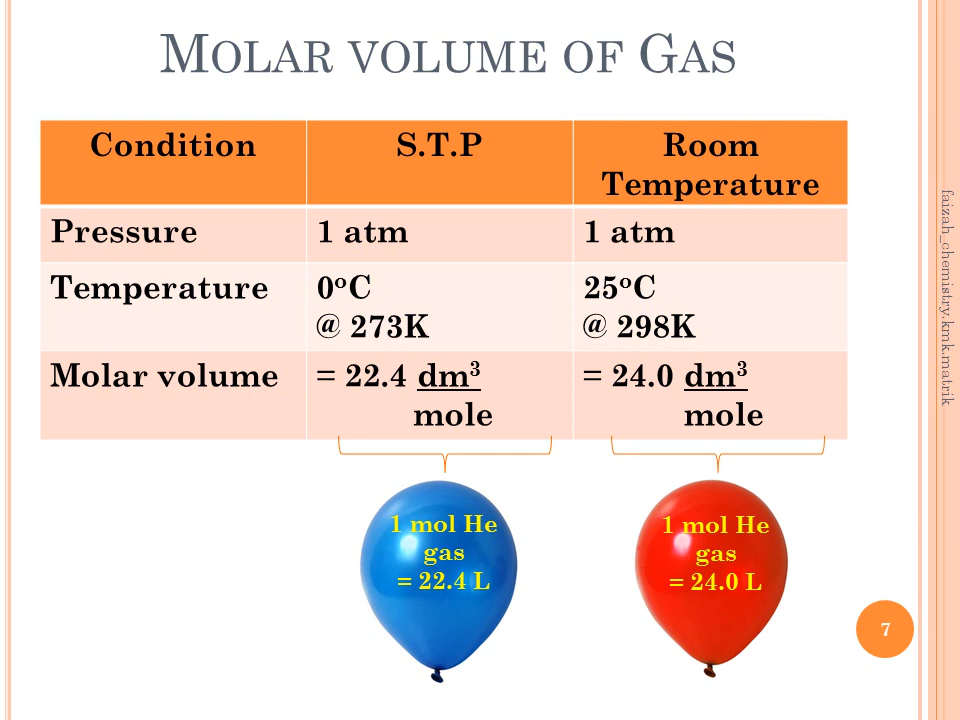 MOLAR VOLUME OF GAS
Condition S.T.P Room
Temperature
Pressure 1 atm 1 atm
Temperature 0°C 25°C
@ 273K @ 298K
Molar volume = 22.4 dm³ = 24.0 dm³
mole mole
1 mol He
gas
= 22.4 L
1 mol He
gas
= 24.0 L
faizah_chemistry.kmk.matrik
7